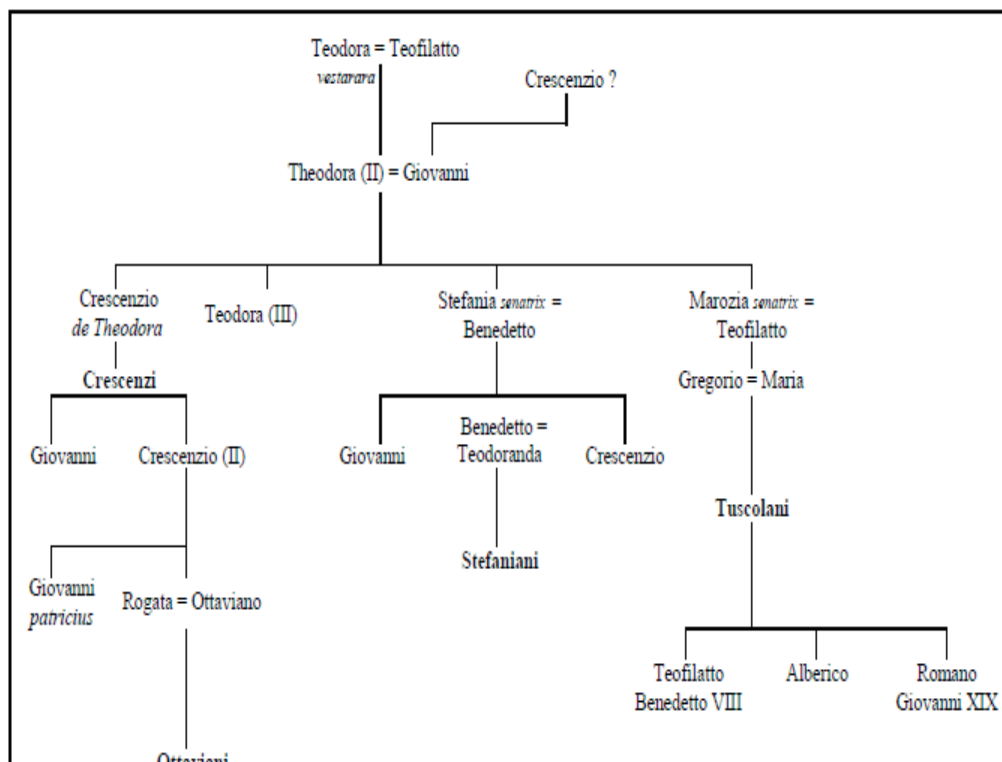 Teodora = Teofilatto
vestarara
Crescenzio ?
Theodora (II) = Giovanni
Crescenzio
de Theodora
Teodora (III)
Stefania senatrix =
Benedetto
Marozia senatrix =
Teofilatto
Crescenzi
Gregorio = Maria
Giovanni
Crescenzio (II)
Giovanni
Benedetto =
Teodoranda
Crescenzio
Tuscolani
Stefaniani
Giovanni
patricius
Rogata = Ottaviano
Teofilatto
Benedetto VIII
Alberico
Romano
Giovanni XIX
Ottaviani